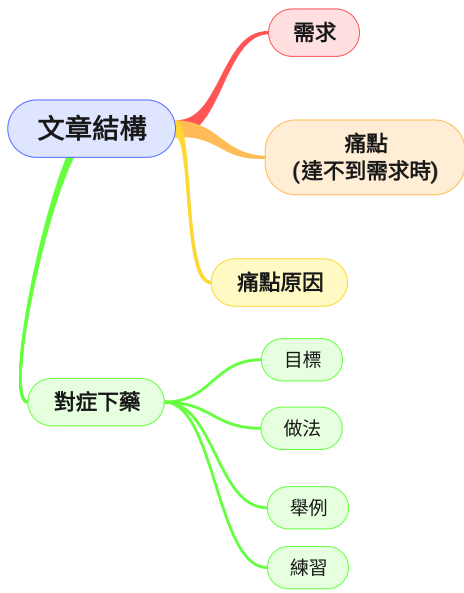 需求
文章結構
痛點
(達不到需求時)
痛點原因
對症下藥
目標
做法
舉例
練習